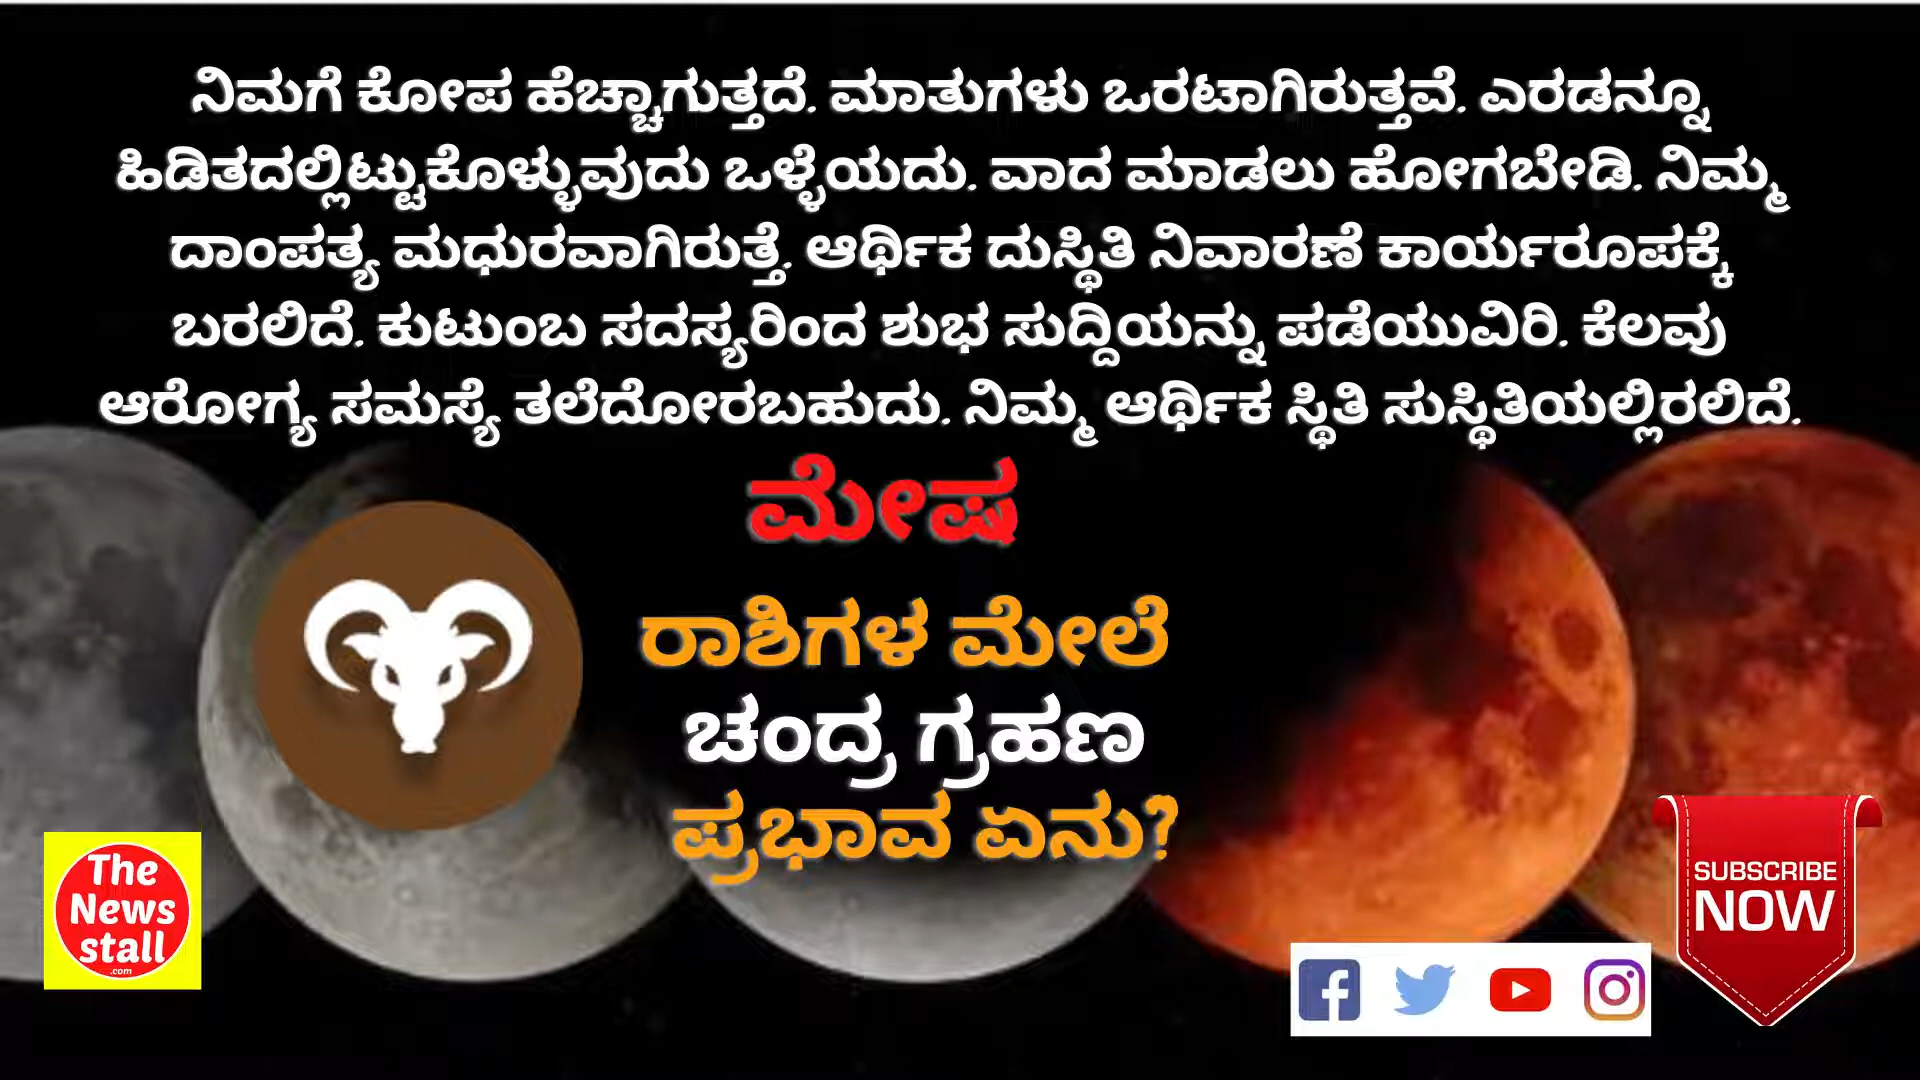 ನಿಮಗೆ ಕೋಪ ಹೆಚ್ಚಾಗುತ್ತದೆ. ಮಾತುಗಳು ಒರಟಾಗಿರುತ್ತವೆ. ಎರಡನ್ನೂ
ಹಿಡಿತದಲ್ಲಿಟ್ಟುಕೊಳ್ಳುವುದು ಒಳ್ಳೆಯದು. ವಾದ ಮಾಡಲು ಹೋಗಬೇಡಿ. ನಿಮ್ಮ
ದಾಂಪತ್ಯ ಮಧುರವಾಗಿರುತ್ತೆ. ಆರ್ಥಿಕ ದುಸ್ಥಿತಿ ನಿವಾರಣೆ ಕಾರ್ಯರೂಪಕ್ಕೆ
ಬರಲಿದೆ. ಕುಟುಂಬ ಸದಸ್ಯರಿಂದ ಶುಭ ಸುದ್ದಿಯನ್ನು ಪಡೆಯುವಿರಿ. ಕೆಲವು
ಆರೋಗ್ಯ ಸಮಸ್ಯೆ ತಲೆದೋರಬಹುದು. ನಿಮ್ಮ ಆರ್ಥಿಕ ಸ್ಥಿತಿ ಸುಸ್ಥಿತಿಯಲ್ಲಿರಲಿದೆ.
ಮೇಷ
ರಾಶಿಗಳ ಮೇಲೆ
ಚಂದ್ರ ಗ್ರಹಣ
ಪ್ರಭಾವ ಏನು?
The
News
stall
.com
SUBSCRIBE
NOW